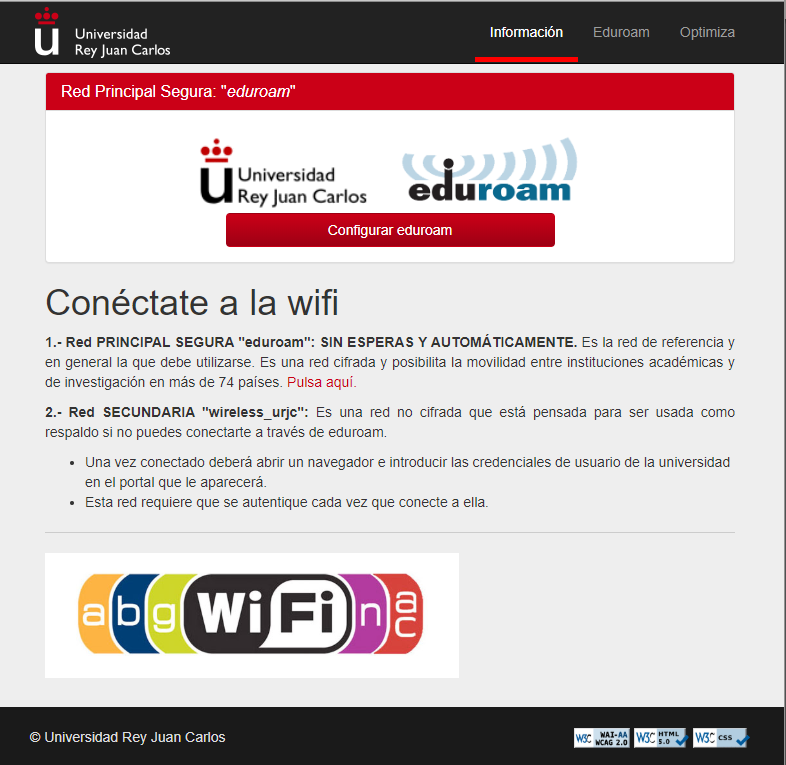 Universidad
Rey Juan Carlos
Información
Eduroam
Optimiza
Red Principal Segura: "eduroam"
Universidad
Rey Juan Carlos
eduroam
Configurar eduroam
Conéctate a la wifi
1.- Red PRINCIPAL SEGURA "eduroam": SIN ESPERAS Y AUTOMÁTICAMENTE. Es la red de referencia y
en general la que debe utilizarse. Es una red cifrada y posibilita la movilidad entre instituciones académicas y
de investigación en más de 74 países. Pulsa aquí.
2.- Red SECUNDARIA "wireless_urjc": Es una red no cifrada que está pensada para ser usada como
respaldo si no puedes conectarte a través de eduroam.
Una vez conectado deberá abrir un navegador e introducir las credenciales de usuario de la universidad
en el portal que le aparecerá.
Esta red requiere que se autentique cada vez que conecte a ella.
a b g WiFi n ac
© Universidad Rey Juan Carlos
W3C WAI-AA WCAG 2.0
W3C HTML 5.0
W3C CSS